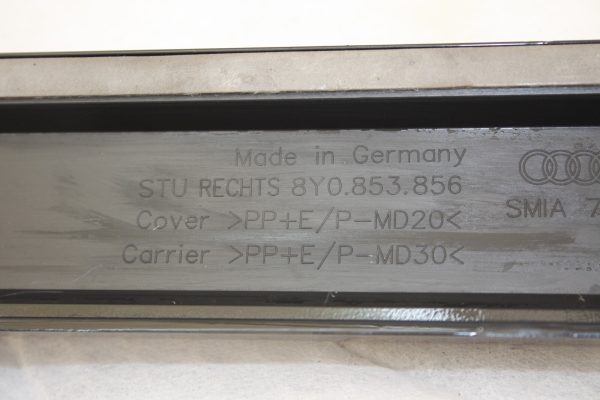 Made in Germany
STU RECHTS 8Y0.853.856
Cover >PP+E/P-MD20<
SMIA
Carrier >PP+E/P-MD30<